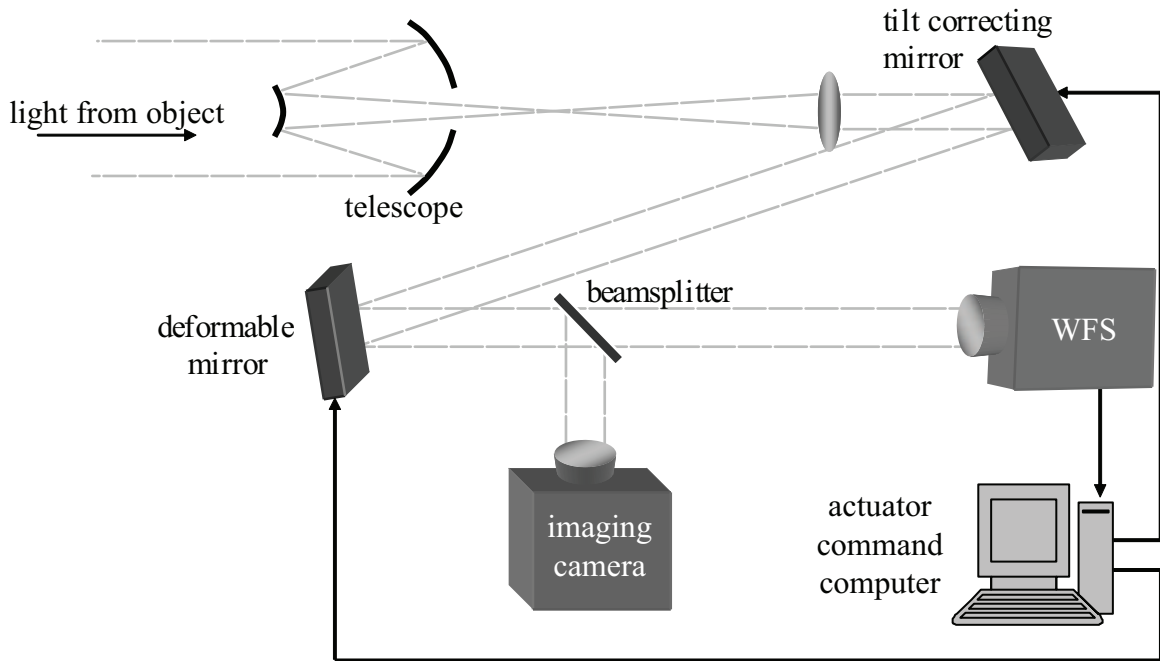 tilt correcting
mirror
light from object
telescope
beamsplitter
deformable
mirror
WFS
imaging
camera
actuator
command
computer